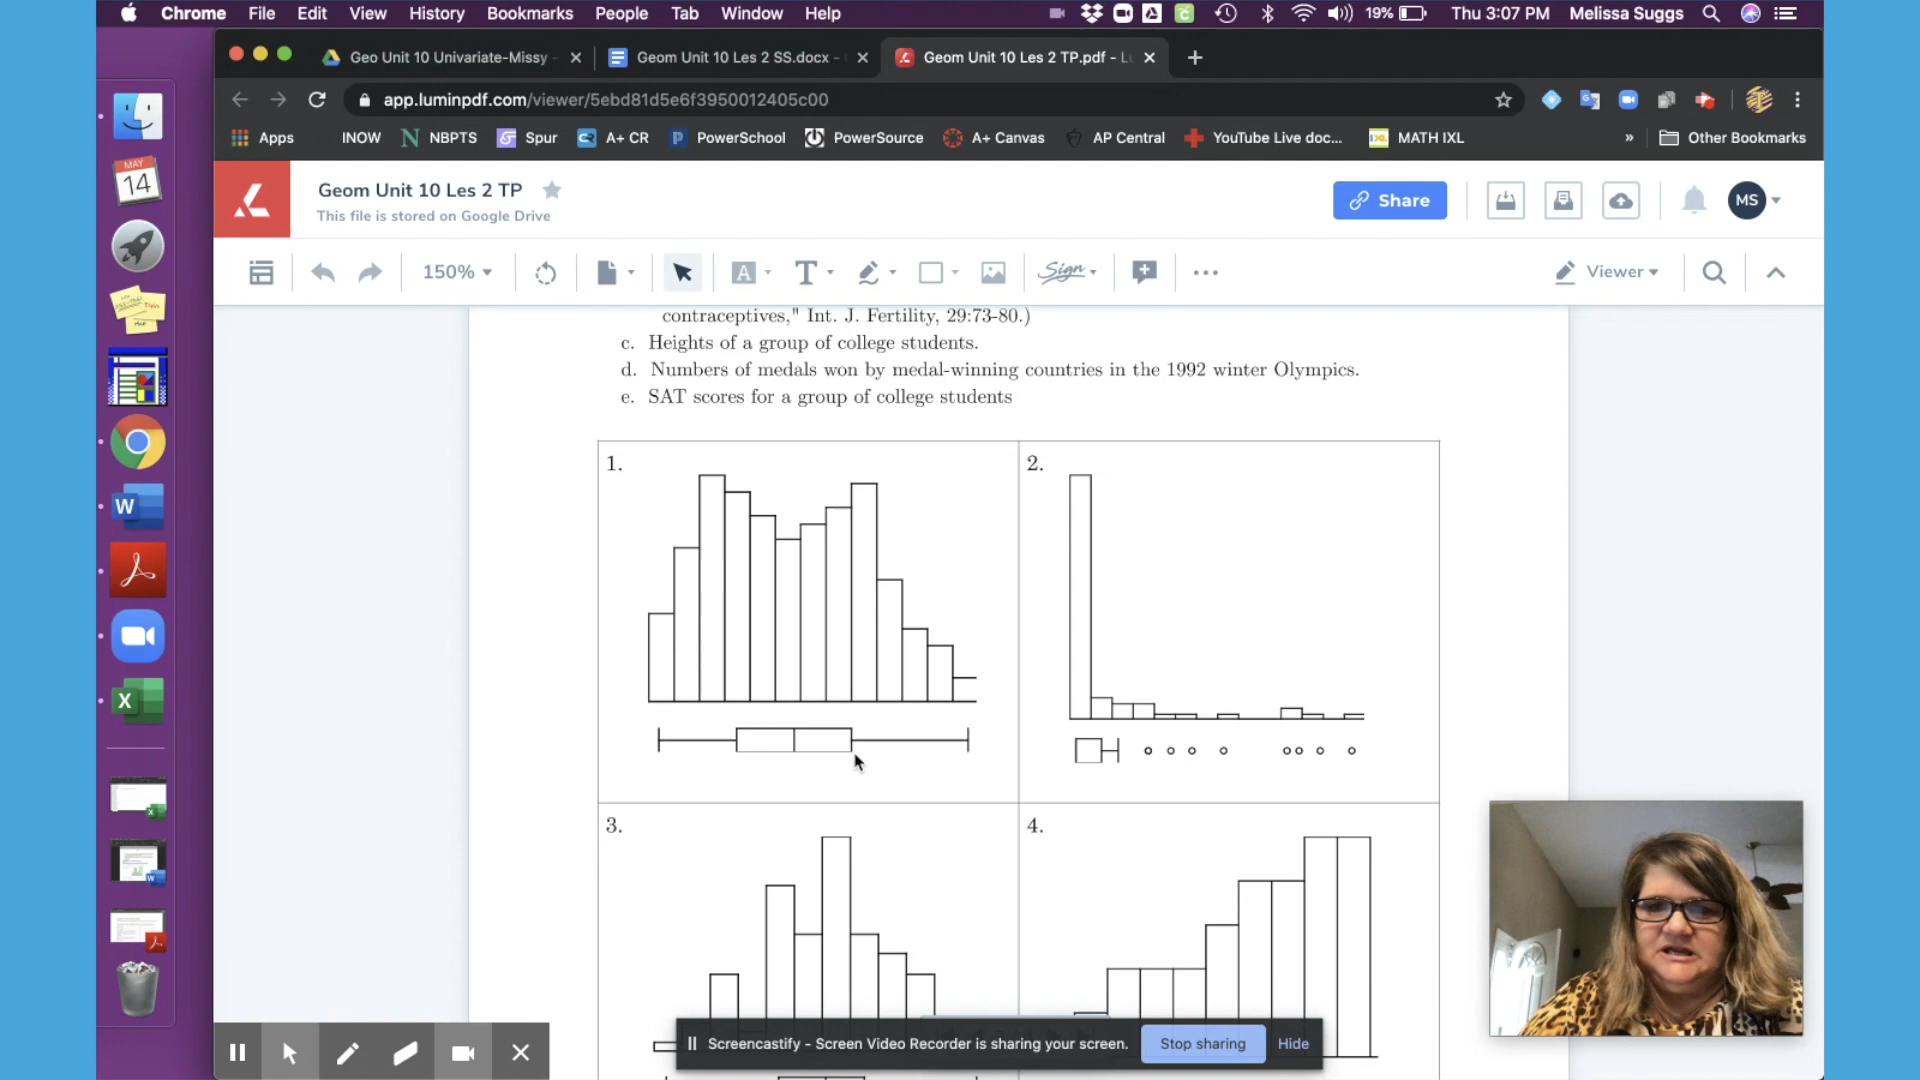 Chrome File Edit View History Bookmarks People Tab Window Help 19% Thu 3:07 PM Melissa Suggs
Geo Unit 10 Univariate-Missy - Geom Unit 10 Les 2 SS.docx - Geom Unit 10 Les 2 TP.pdf - Lu
app.luminpdf.com/viewer/5ebd81d5e6f3950012405c00
Apps INOW NBPTS Spur A+ CR PowerSchool PowerSource A+ Canvas AP Central YouTube Live doc... MATH IXL » Other Bookmarks
MAY
14
Geom Unit 10 Les 2 TP
This file is stored on Google Drive
Share
MS
150% A T Sign Viewer
contraceptives," Int. J. Fertility, 29:73-80.)
c. Heights of a group of college students.
d. Numbers of medals won by medal-winning countries in the 1992 winter Olympics.
e. SAT scores for a group of college students
1. 2.
3. 4.
W
X
Screencastify - Screen Video Recorder is sharing your screen. Stop sharing Hide